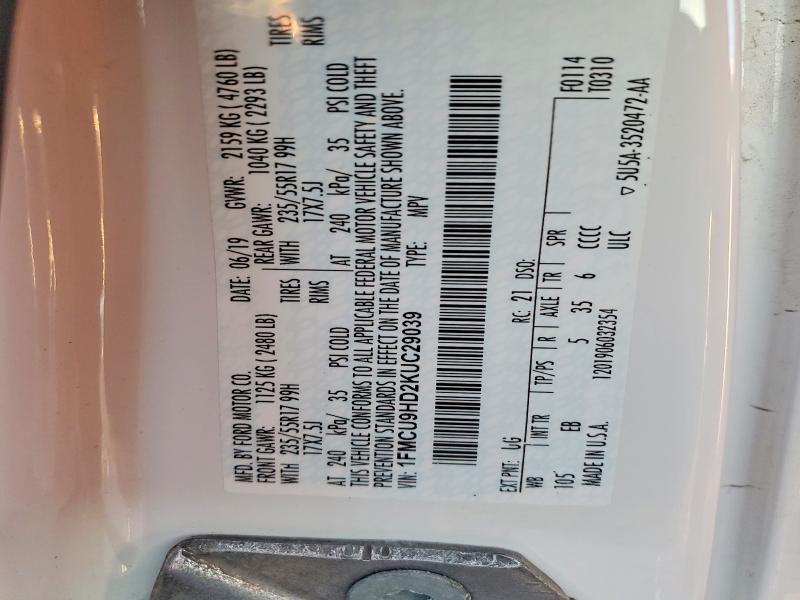 MFD. BY FORD MOTOR CO.
DATE: 06/19 GVWR: 2159 KG ( 4760 LB)
FRONT GAWR: 1125 KG ( 2480 LB) REAR GAWR: 1040 KG ( 2293 LB)
WITH 235/55R17 99H TIRES WITH 235/55R17 99H TIRES
17X7.5J RIMS 17X7.5J RIMS
AT 240 kPa/ 35 PSI COLD AT 240 kPa/ 35 PSI COLD
THIS VEHICLE CONFORMS TO ALL APPLICABLE FEDERAL MOTOR VEHICLE SAFETY AND THEFT
PREVENTION STANDARDS IN EFFECT ON THE DATE OF MANUFACTURE SHOWN ABOVE.
VIN: 1FMCU9HD2KUC29039 TYPE: MPV
EXT PNT: UG RC: 21 DSO: F0114
WB INT TR TP/PS R AXLE TR SPR T0310
105 EB 5 35 6 CCCC
MADE IN U.S.A. 1201906032354 ULC
5U5A-3520472-AA